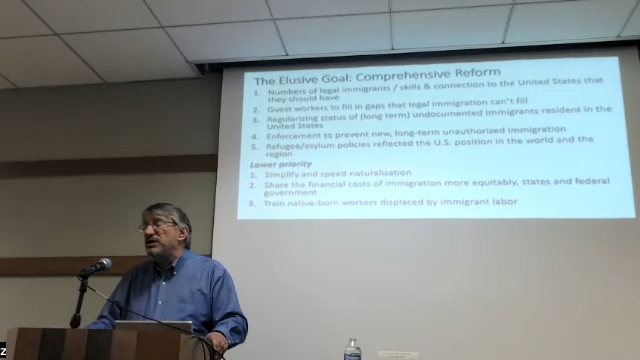 The Elusive Goal: Comprehensive Reform
1. Numbers of legal immigrants / skills & connection to the United States that
they should have
2. Guest workers to fill in gaps that legal immigration can't fill
3. Regularizing status of (long term) undocumented immigrants resident in the
United States
4. Enforcement to prevent new, long-term unauthorized immigration
5. Refugee/asylum policies reflected the U.S. position in the world and the
region
Lower priority
1. Simplify and speed naturalization
2. Share the financial costs of immigration more equitably, states and federal
government
3. Train native-born workers displaced by immigrant labor
z